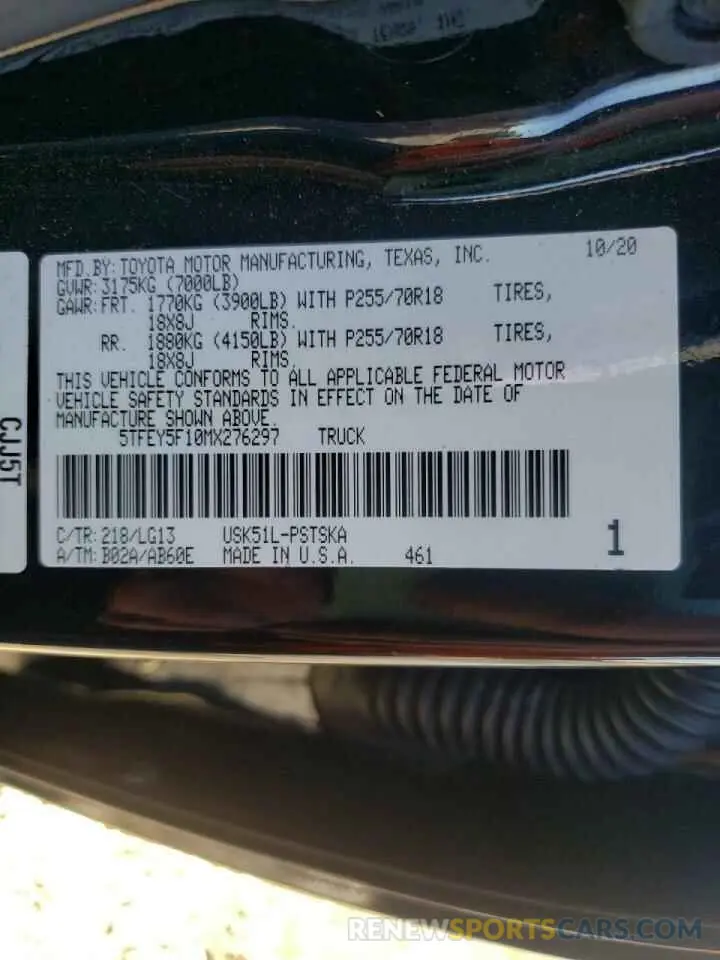 MFD.BY:TOYOTA MOTOR MANUFACTURING, TEXAS, INC. 10/20
GVWR:3175KG (7000LB)
GAWR:FRT. 1770KG (3900LB) WITH P255/70R18 TIRES,
18X8J RIMS.
RR. 1880KG (4150LB) WITH P255/70R18 TIRES,
18X8J RIMS.
THIS VEHICLE CONFORMS TO ALL APPLICABLE FEDERAL MOTOR
VEHICLE SAFETY STANDARDS IN EFFECT ON THE DATE OF
MANUFACTURE SHOWN ABOVE.
5TFEY5F10MX276297 TRUCK
C/TR:218/LG13 USK51L-PSTSKA
A/TM:B02A/AB60E MADE IN U.S.A. 461 1
CJJ5T
RENEWSPORTSCARS.COM